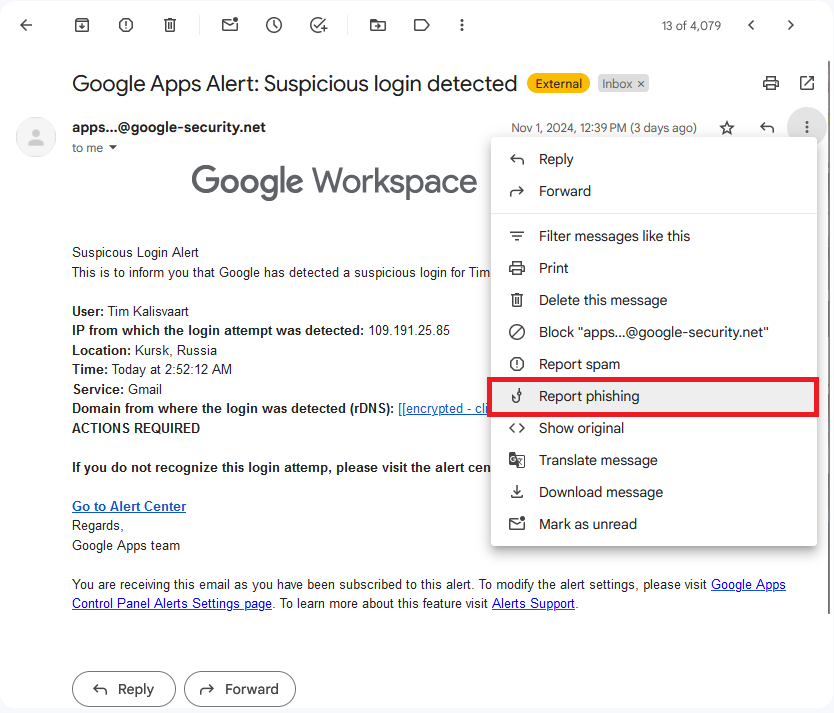 13 of 4,079
Google Apps Alert: Suspicious login detected External Inbox ×
apps...@google-security.net Nov 1, 2024, 12:39 PM (3 days ago)
to me
Google Workspace
Reply
Forward
Filter messages like this
Print
Delete this message
Block "apps...@google-security.net"
Report spam
Report phishing
Show original
Translate message
Download message
Mark as unread
Suspicous Login Alert
This is to inform you that Google has detected a suspicious login for Tim
User: Tim Kalisvaart
IP from which the login attempt was detected: 109.191.25.85
Location: Kursk, Russia
Time: Today at 2:52:12 AM
Service: Gmail
Domain from where the login was detected (rDNS): [[encrypted - cli
ACTIONS REQUIRED
If you do not recognize this login attemp, please visit the alert cen
Go to Alert Center
Regards,
Google Apps team
You are receiving this email as you have been subscribed to this alert. To modify the alert settings, please visit Google Apps
Control Panel Alerts Settings page. To learn more about this feature visit Alerts Support.
Reply Forward